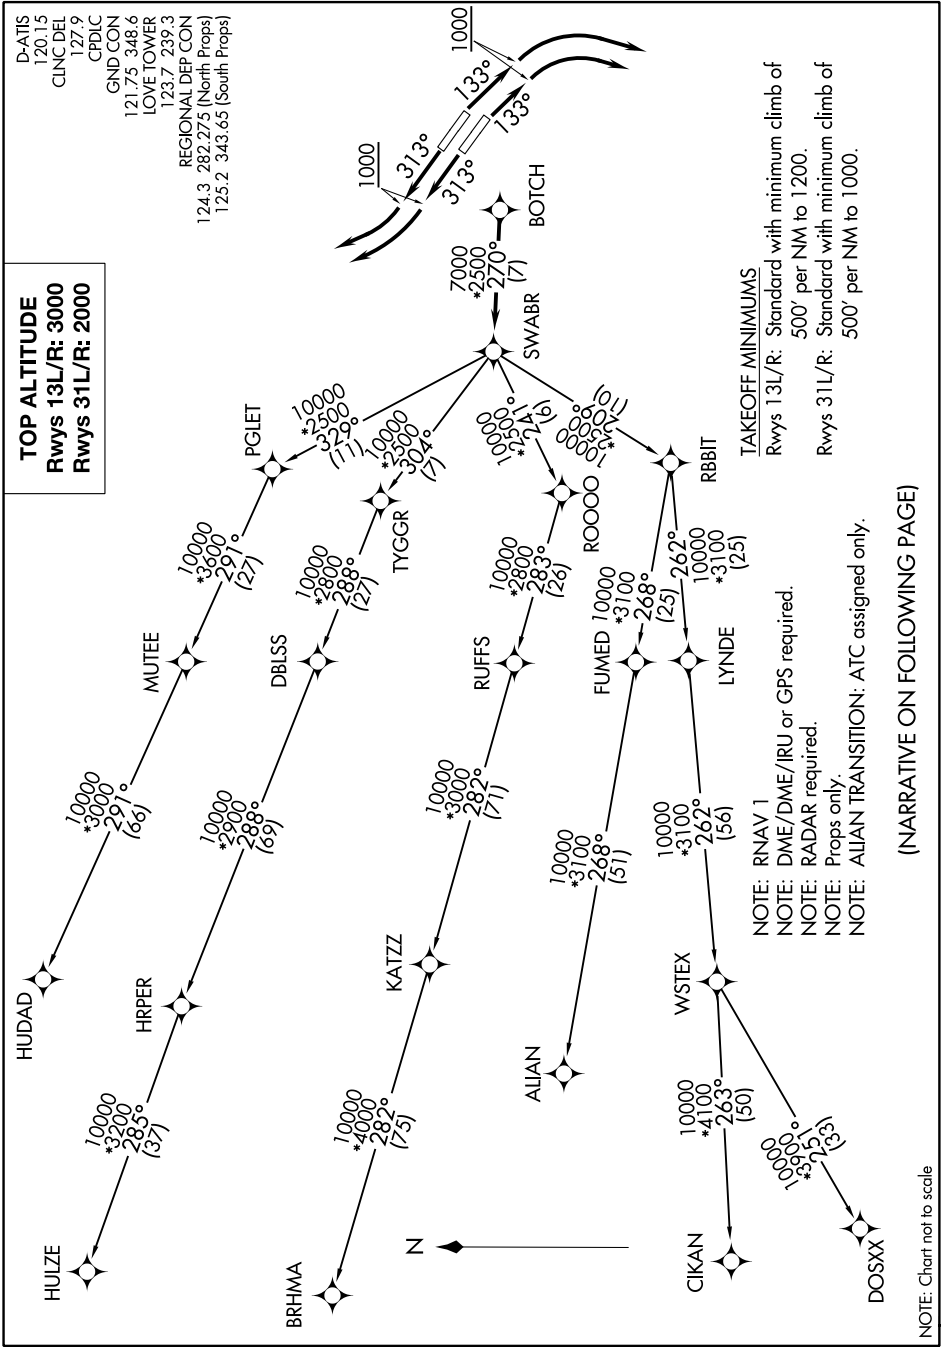 D-ATIS
120.15
CLNC DEL
127.9
CPDLC
GND CON
121.75 348.6
LOVE TOWER
123.7 239.3
REGIONAL DEP CON
124.3 282.275 (North Props)
125.2 343.65 (South Props)
TOP ALTITUDE
Rwys 13L/R: 3000
Rwys 31L/R: 2000
1000
133°
133°
1000
313°
313°
BOTCH
7000
*2500
270°
(7)
SWABR
10000
*2500
329°
(11)
PGLET
10000
*3600
291°
(27)
MUTEE
10000
*3000
291°
(66)
HUDAD
10000
*2500
304°
(7)
TYGGR
10000
*2800
288°
(27)
DBLSS
10000
*2900
288°
(69)
HRPER
10000
*3200
285°
(37)
HULZE
10000
*2500
241°
(9)
ROOOO
10000
*2800
283°
(26)
RUFFS
10000
*3000
282°
(71)
KATZZ
10000
*4000
282°
(75)
BRHMA
10000
*2500
209°
(10)
RBBIT
10000
*3100
268°
(25)
FUMED
10000
*3100
268°
(51)
ALIAN
262°
10000
*3100
(25)
LYNDE
10000
*3100
262°
(56)
WSTEX
10000
*4100
263°
(50)
CIKAN
10000
*3900
251°
(33)
DOSXX
N
TAKEOFF MINIMUMS
Rwys 13L/R: Standard with minimum climb of
500' per NM to 1200.
Rwys 31L/R: Standard with minimum climb of
500' per NM to 1000.
NOTE: RNAV 1
NOTE: DME/DME/IRU or GPS required.
NOTE: RADAR required.
NOTE: Props only.
NOTE: ALIAN TRANSITION: ATC assigned only.
(NARRATIVE ON FOLLOWING PAGE)
NOTE: Chart not to scale